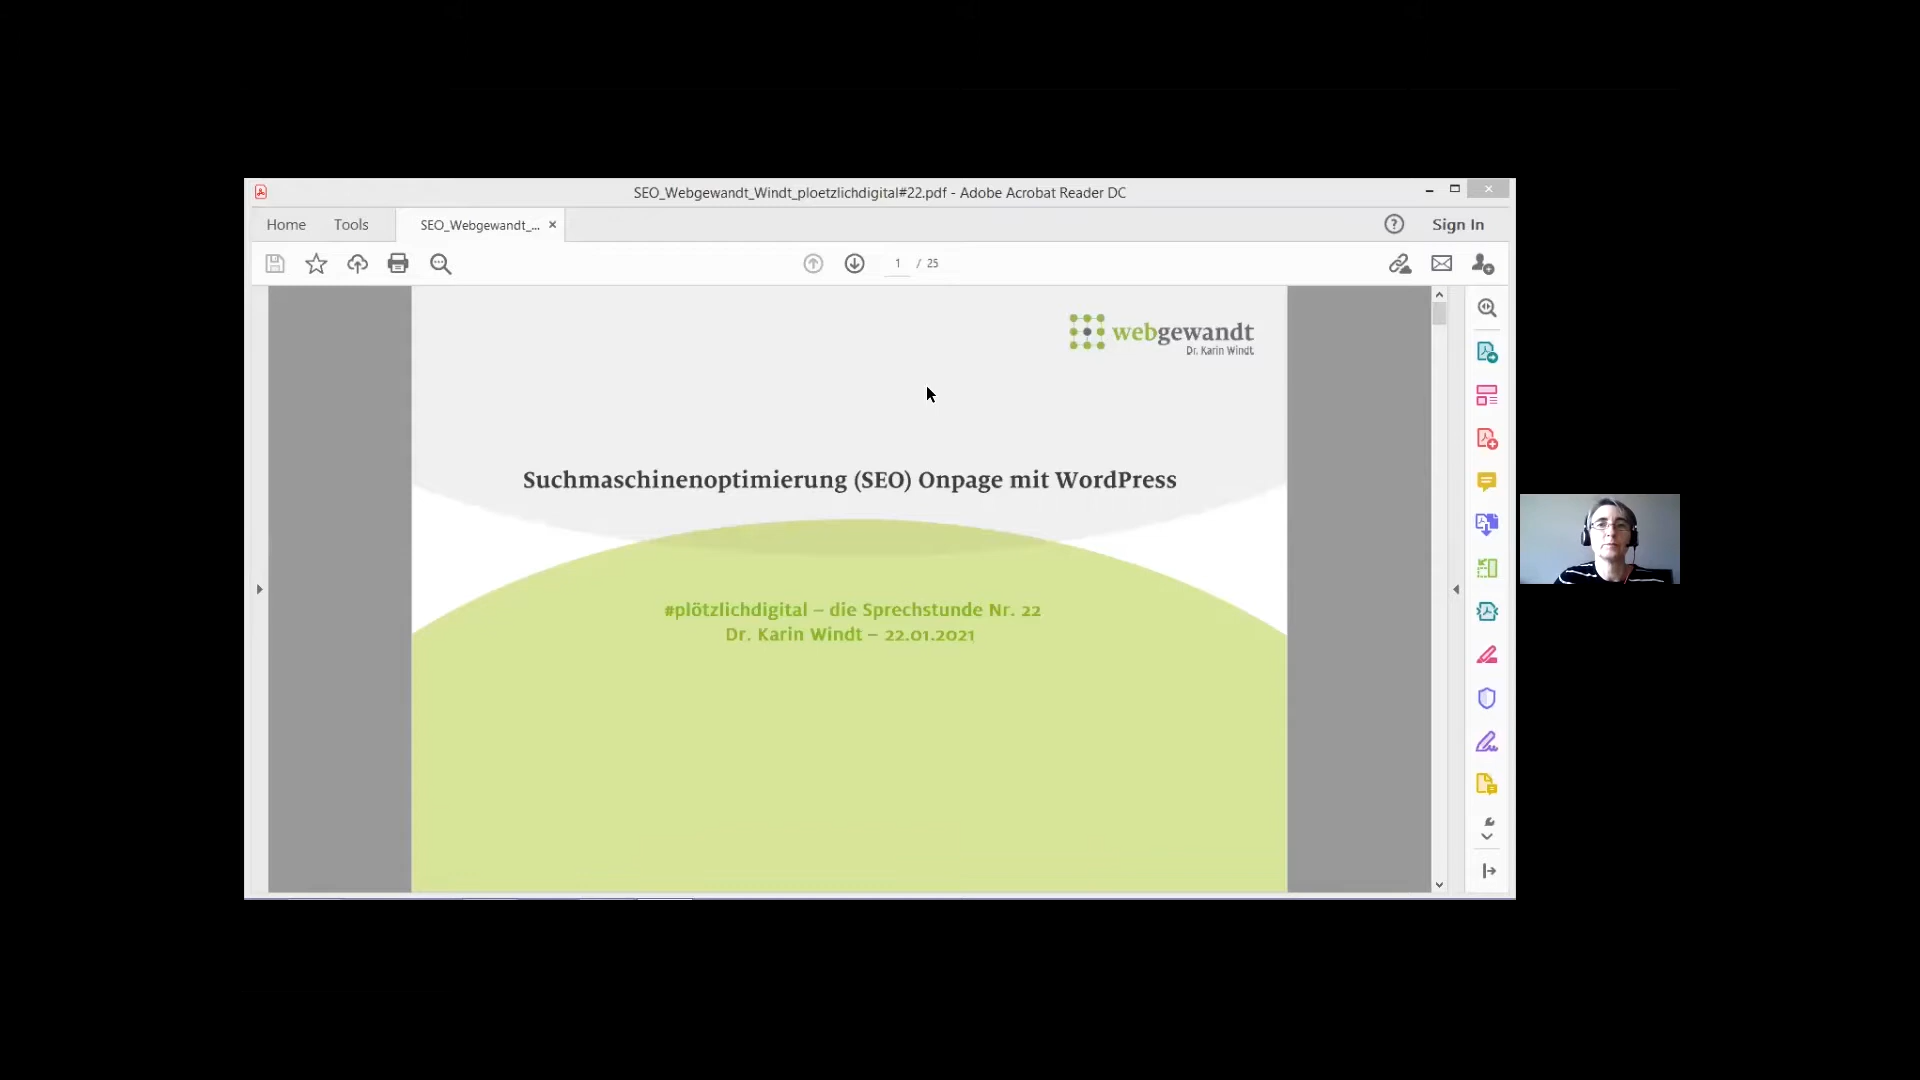 SEO_Webgewandt_Windt_ploetzlichdigital#22.pdf - Adobe Acrobat Reader DC
Home Tools SEO_Webgewandt_... × Sign In
1 / 25
webgewandt
Dr. Karin Windt
Suchmaschinenoptimierung (SEO) Onpage mit WordPress
#plötzlichdigital – die Sprechstunde Nr. 22
Dr. Karin Windt – 22.01.2021